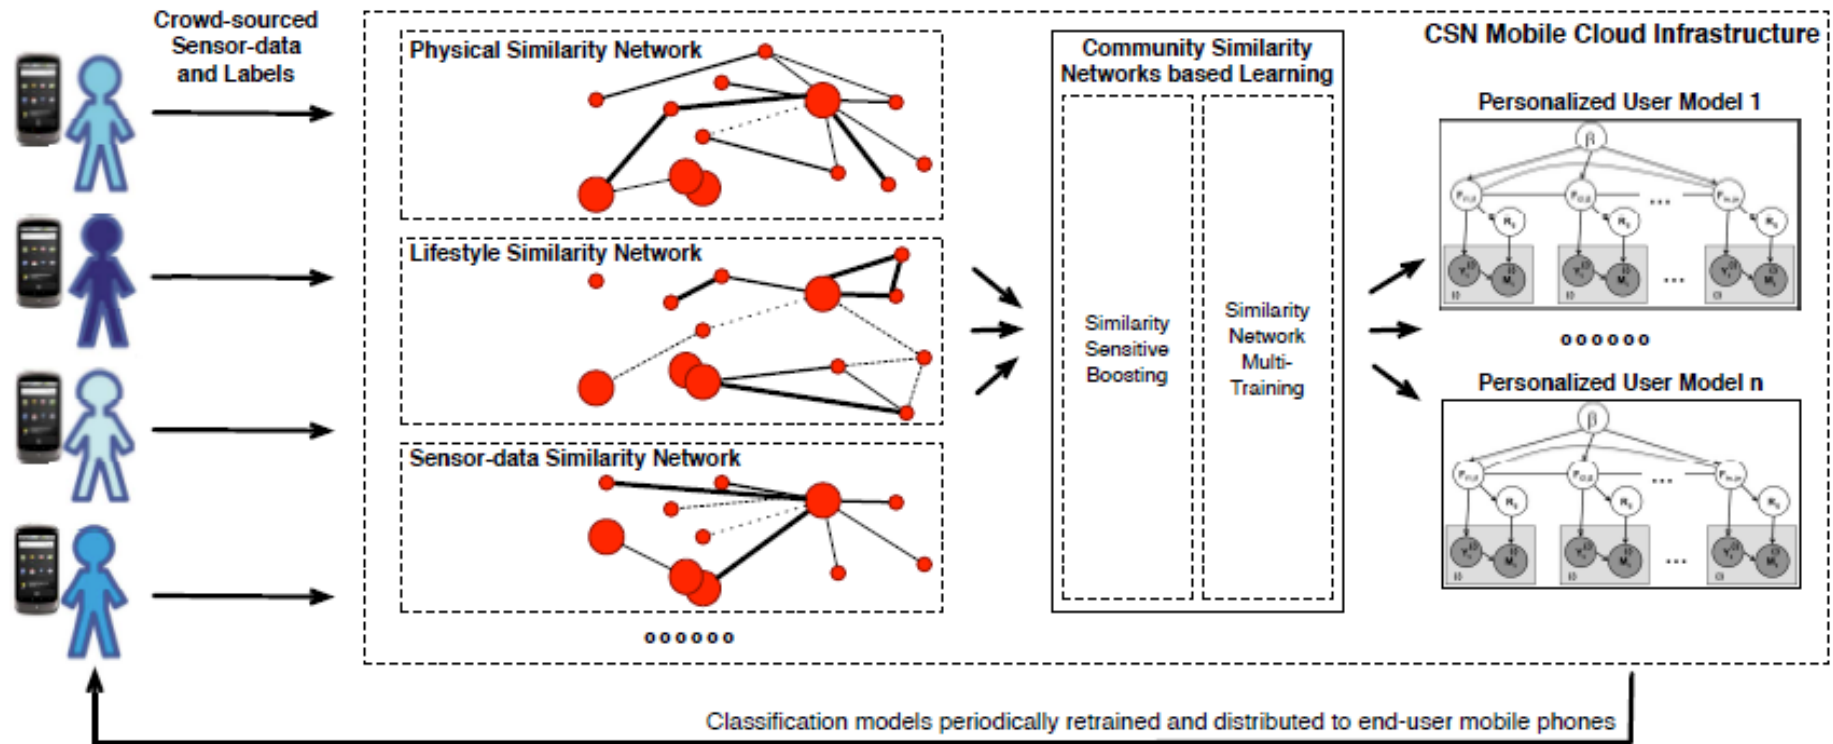 Crowd-sourced
Sensor-data
and Labels
CSN Mobile Cloud Infrastructure
Physical Similarity Network
Lifestyle Similarity Network
Sensor-data Similarity Network
oooooo
Community Similarity
Networks based Learning
Similarity
Sensitive
Boosting
Similarity
Network
Multi-
Training
Personalized User Model 1
β
...
...
oooooo
Personalized User Model n
β
...
...
Classification models periodically retrained and distributed to end-user mobile phones